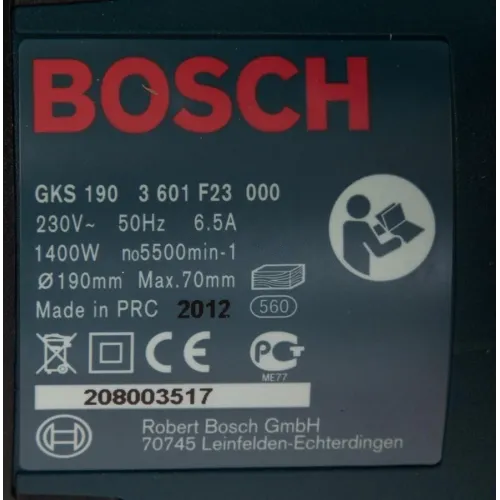 BOSCH
GKS 190 3 601 F23 000
230V~ 50Hz 6.5A
1400W no5500min-1
Ø190mm Max.70mm
Made in PRC 2012 560
CE PCT
ME77
208003517
Robert Bosch GmbH
70745 Leinfelden-Echterdingen